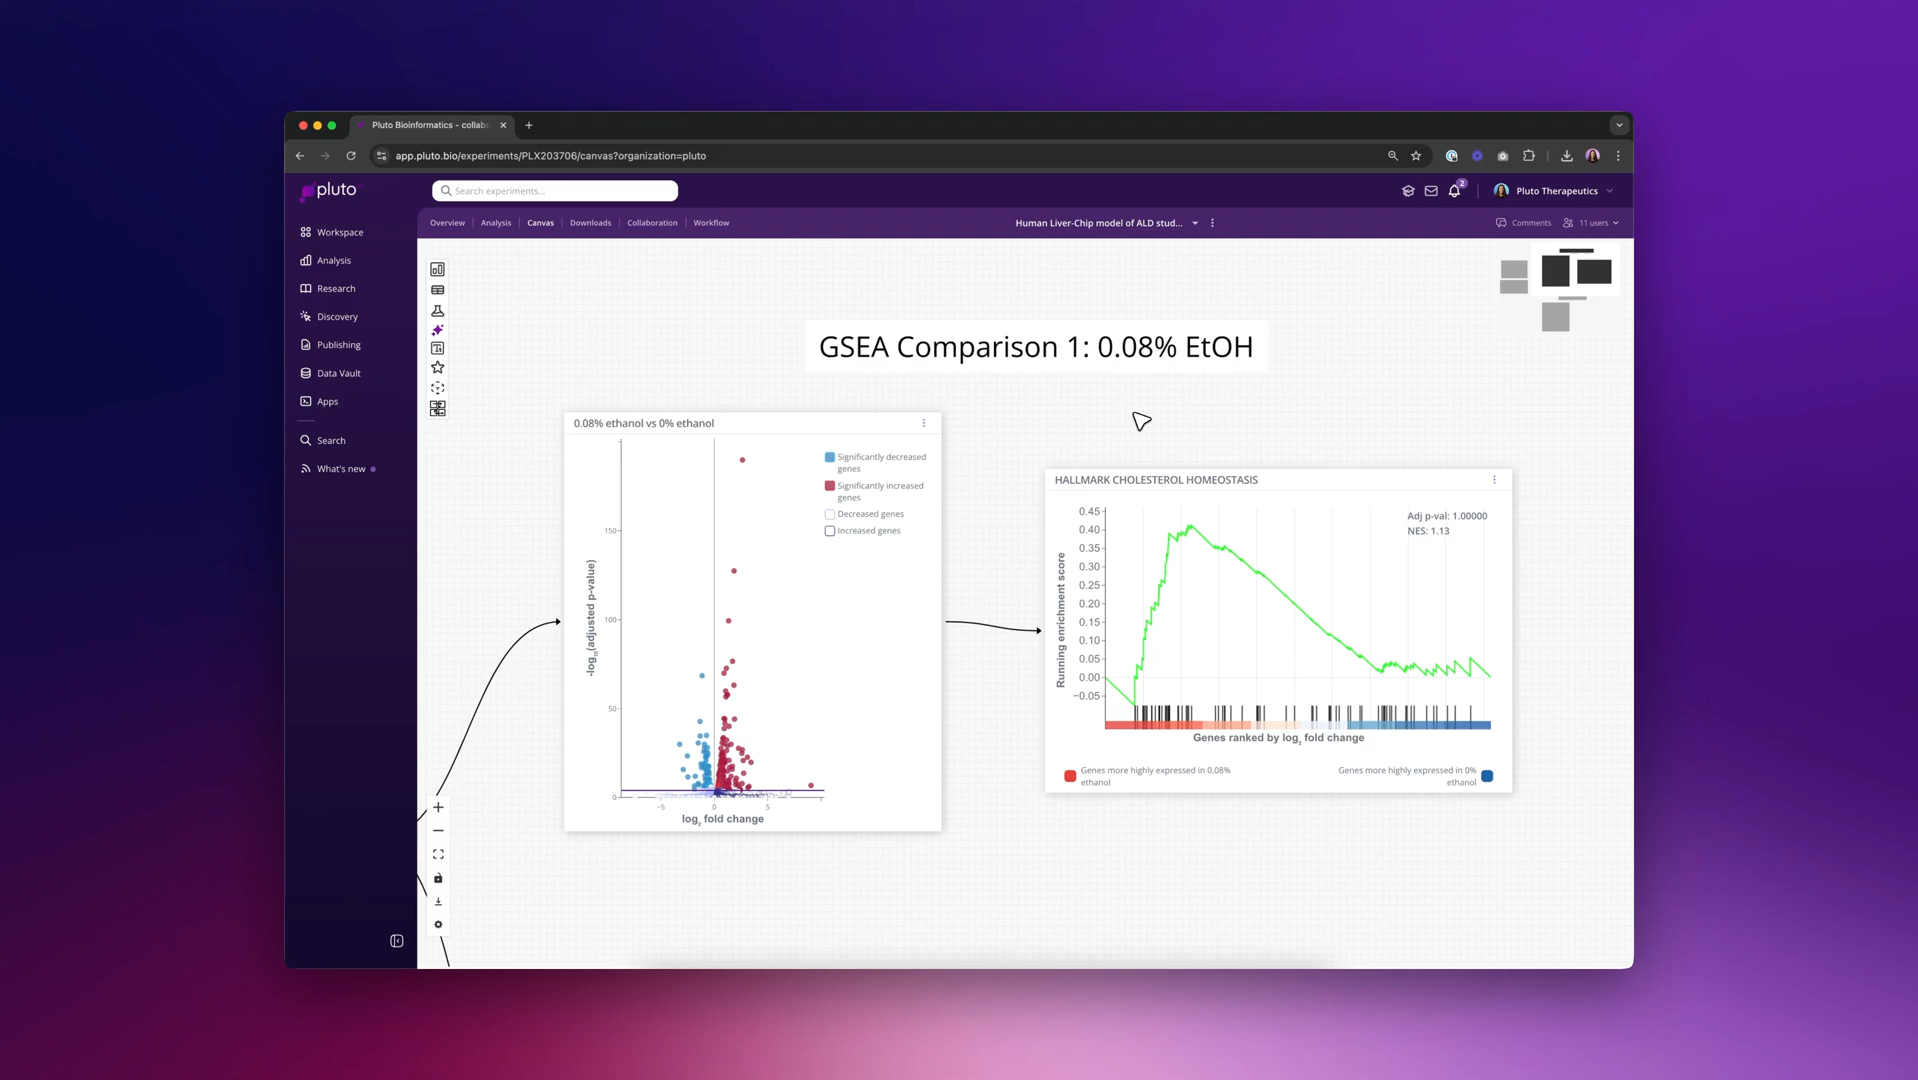 Pluto Bioinformatics – collabo
app.pluto.bio/experiments/PLX203706/canvas?organization=pluto
pluto
Search experiments...
2
Pluto Therapeutics
Overview
Analysis
Canvas
Downloads
Collaboration
Workflow
Human Liver-Chip model of ALD stud...
Comments
11 users
Workspace
Analysis
Research
Discovery
Publishing
Data Vault
Apps
Search
What's new
GSEA Comparison 1: 0.08% EtOH
0.08% ethanol vs 0% ethanol
Significantly decreased
genes
Significantly increased
genes
Decreased genes
Increased genes
-log10(adjusted p-value)
150
100
50
0
-5
0
5
log2 fold change
HALLMARK CHOLESTEROL HOMEOSTASIS
Adj p-val: 1.00000
NES: 1.13
Running enrichment score
0.45
0.40
0.35
0.30
0.25
0.20
0.15
0.10
0.05
0.00
−0.05
Genes ranked by log2 fold change
Genes more highly expressed in 0.08%
ethanol
Genes more highly expressed in 0%
ethanol